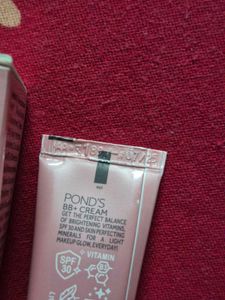 POND'S
BB+ CREAM
GET THE PERFECT BALANCE
OF BRIGHTENING VITAMINS,
SPF 30 AND SKIN PERFECTING
MINERALS FOR A LIGHT
MAKEUP-GLOW, EVERYDAY!
VITAMIN
SPF
30
B3